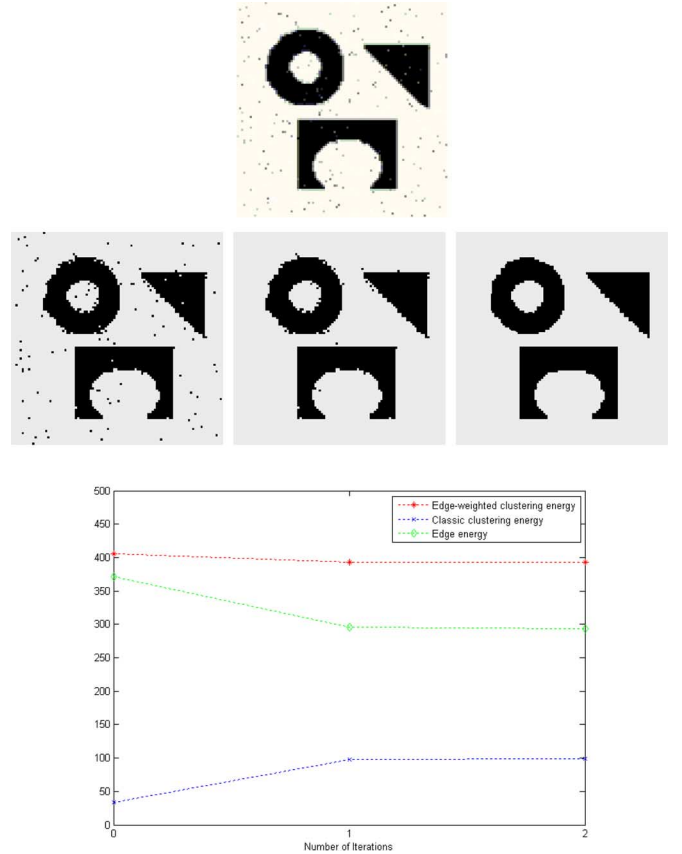 500
450
400
350
300
250
200
150
100
50
0
Edge-weighted clustering energy
Classic clustering energy
Edge energy
0 1 2
Number of Iterations